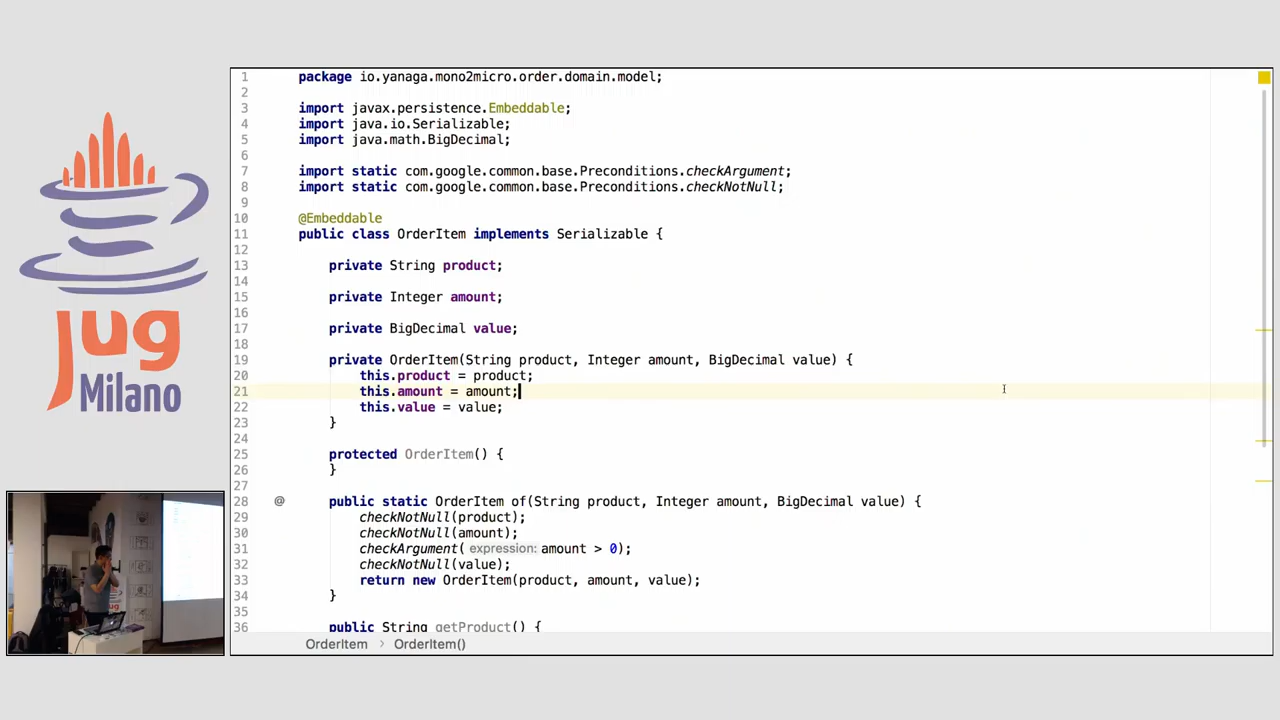 1 package io.yanaga.mono2micro.order.domain.model;
2
3 import javax.persistence.Embeddable;
4 import java.io.Serializable;
5 import java.math.BigDecimal;
6
7 import static com.google.common.base.Preconditions.checkArgument;
8 import static com.google.common.base.Preconditions.checkNotNull;
9
10 @Embeddable
11 public class OrderItem implements Serializable {
12
13 private String product;
14
15 private Integer amount;
16
17 private BigDecimal value;
18
19 private OrderItem(String product, Integer amount, BigDecimal value) {
20 this.product = product;
21 this.amount = amount;
22 this.value = value;
23 }
24
25 protected OrderItem() {
26 }
27
28 @ public static OrderItem of(String product, Integer amount, BigDecimal value) {
29 checkNotNull(product);
30 checkNotNull(amount);
31 checkArgument( expression: amount > 0);
32 checkNotNull(value);
33 return new OrderItem(product, amount, value);
34 }
35
36 public String getProduct() {
OrderItem > OrderItem()
jug
Milano